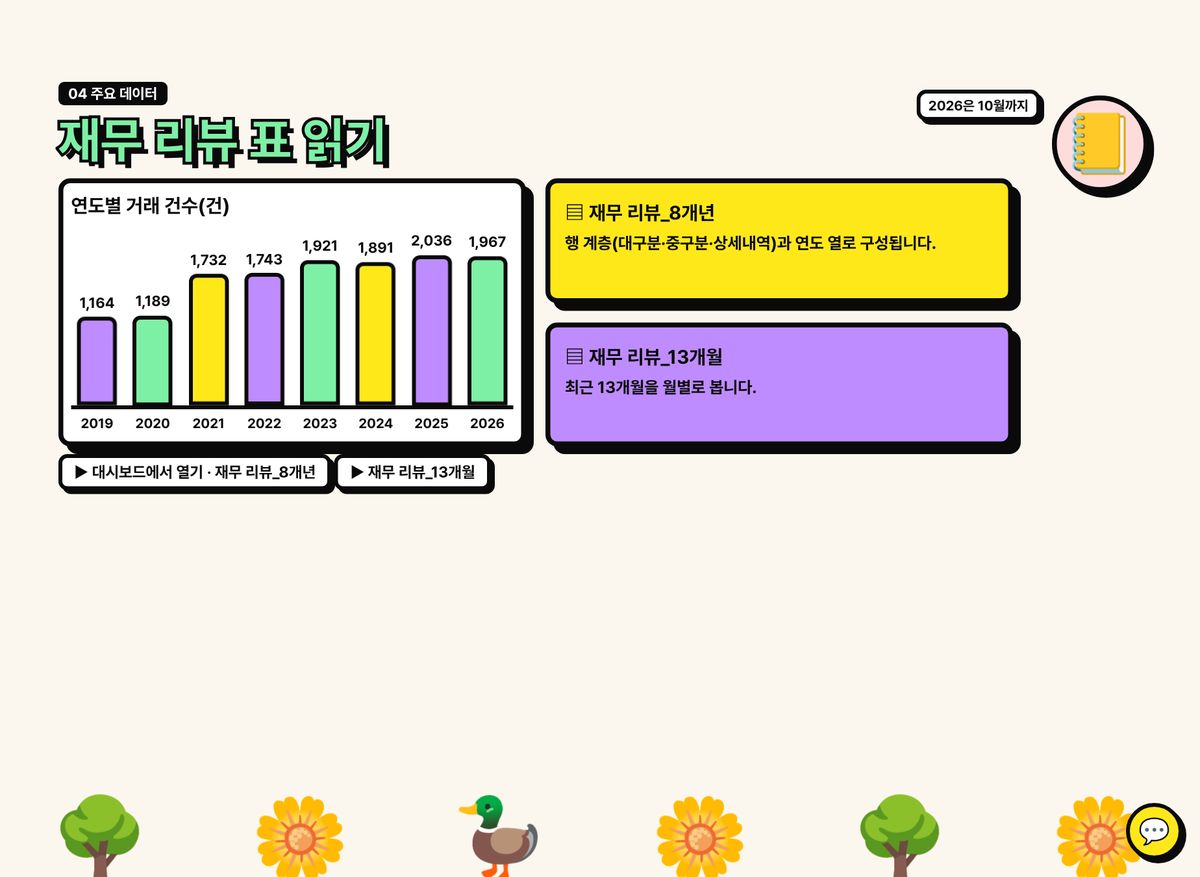 04 주요 데이터
재무 리뷰 표 읽기
2026은 10월까지
연도별 거래 건수(건)
1,164 1,189 1,732 1,743 1,921 1,891 2,036 1,967
2019 2020 2021 2022 2023 2024 2025 2026
▤ 재무 리뷰_8개년
행 계층(대구분·중구분·상세내역)과 연도 열로 구성됩니다.
▤ 재무 리뷰_13개월
최근 13개월을 월별로 봅니다.
▶ 대시보드에서 열기 · 재무 리뷰_8개년
▶ 재무 리뷰_13개월